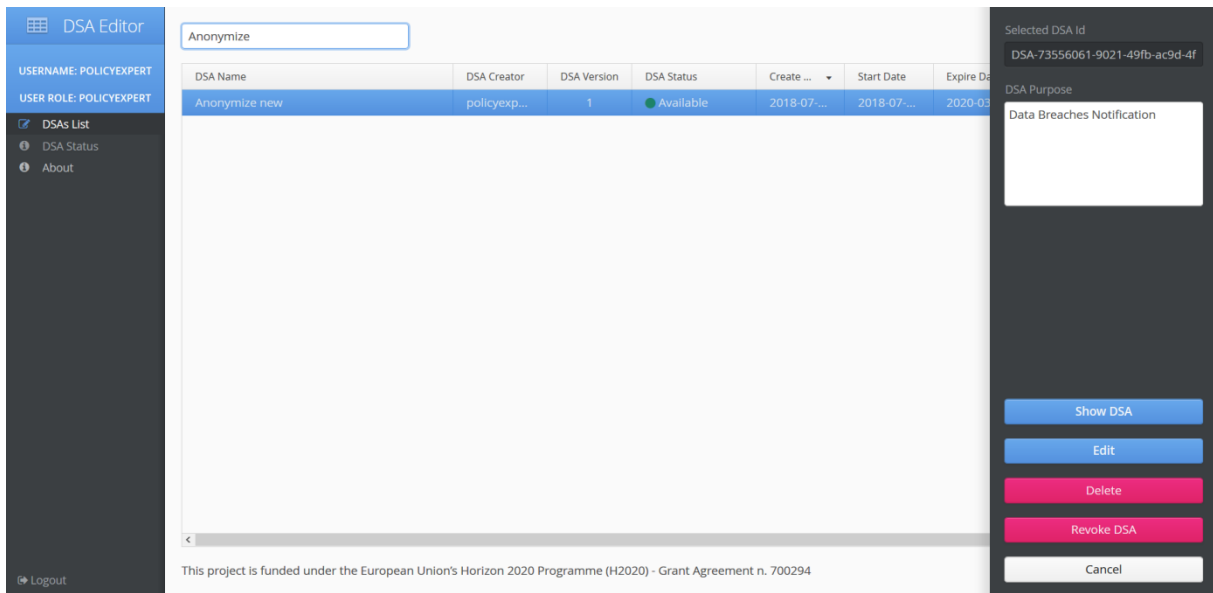 DSA Editor
USERNAME: POLICYEXPERT
USER ROLE: POLICYEXPERT
DSAs List
DSA Status
About
Logout
Anonymize
DSA Name DSA Creator DSA Version DSA Status Create ... Start Date Expire Da
Anonymize new policyexp... 1 Available 2018-07-... 2018-07-... 2020-03
This project is funded under the European Union's Horizon 2020 Programme (H2020) - Grant Agreement n. 700294
Selected DSA Id
DSA-73556061-9021-49fb-ac9d-4f
DSA Purpose
Data Breaches Notification
Show DSA
Edit
Delete
Revoke DSA
Cancel